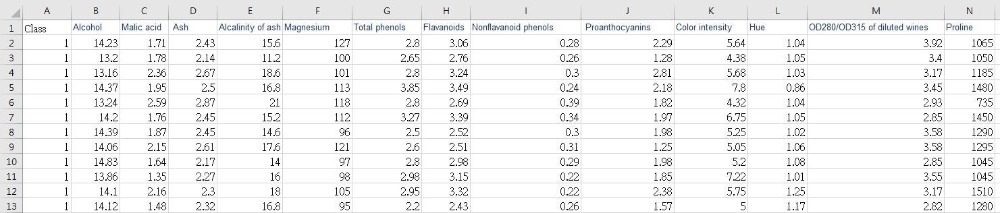 A B C D E F G H I J K L M N
1 Class Alcohol Malic acid Ash Alcalinity of ash Magnesium Total phenols Flavanoids Nonflavanoid phenols Proanthocyanins Color intensity Hue OD280/OD315 of diluted wines Proline
2 1 14.23 1.71 2.43 15.6 127 2.8 3.06 0.28 2.29 5.64 1.04 3.92 1065
3 1 13.2 1.78 2.14 11.2 100 2.65 2.76 0.26 1.28 4.38 1.05 3.4 1050
4 1 13.16 2.36 2.67 18.6 101 2.8 3.24 0.3 2.81 5.68 1.03 3.17 1185
5 1 14.37 1.95 2.5 16.8 113 3.85 3.49 0.24 2.18 7.8 0.86 3.45 1480
6 1 13.24 2.59 2.87 21 118 2.8 2.69 0.39 1.82 4.32 1.04 2.93 735
7 1 14.2 1.76 2.45 15.2 112 3.27 3.39 0.34 1.97 6.75 1.05 2.85 1450
8 1 14.39 1.87 2.45 14.6 96 2.5 2.52 0.3 1.98 5.25 1.02 3.58 1290
9 1 14.06 2.15 2.61 17.6 121 2.6 2.51 0.31 1.25 5.05 1.06 3.58 1295
10 1 14.83 1.64 2.17 14 97 2.8 2.98 0.29 1.98 5.2 1.08 2.85 1045
11 1 13.86 1.35 2.27 16 98 2.98 3.15 0.22 1.85 7.22 1.01 3.55 1045
12 1 14.1 2.16 2.3 18 105 2.95 3.32 0.22 2.38 5.75 1.25 3.17 1510
13 1 14.12 1.48 2.32 16.8 95 2.2 2.43 0.26 1.57 5 1.17 2.82 1280